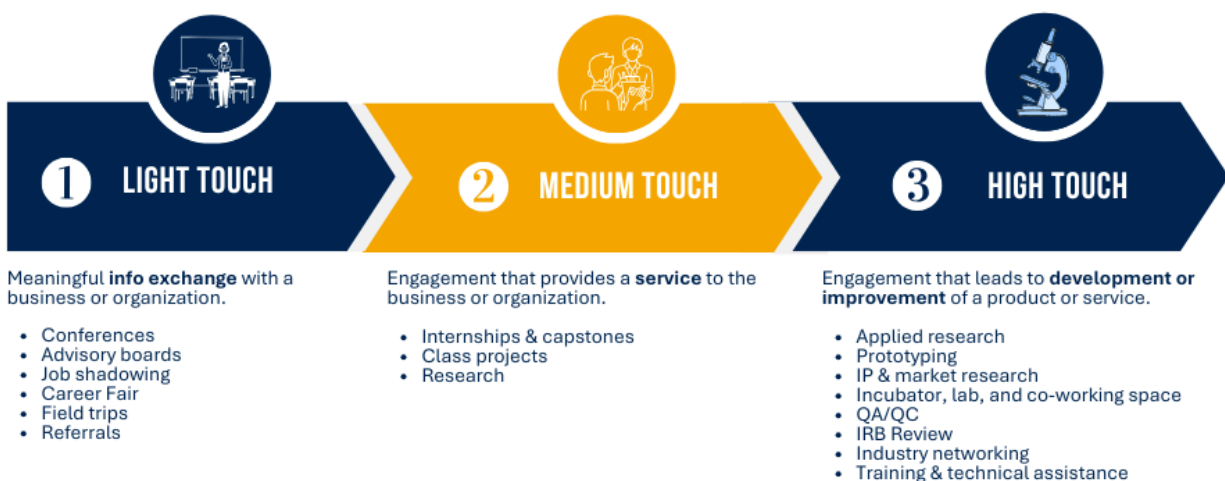 1 LIGHT TOUCH
Meaningful info exchange with a
business or organization.
• Conferences
• Advisory boards
• Job shadowing
• Career Fair
• Field trips
• Referrals
2 MEDIUM TOUCH
Engagement that provides a service to the
business or organization.
• Internships & capstones
• Class projects
• Research
3 HIGH TOUCH
Engagement that leads to development or
improvement of a product or service.
• Applied research
• Prototyping
• IP & market research
• Incubator, lab, and co-working space
• QA/QC
• IRB Review
• Industry networking
• Training & technical assistance